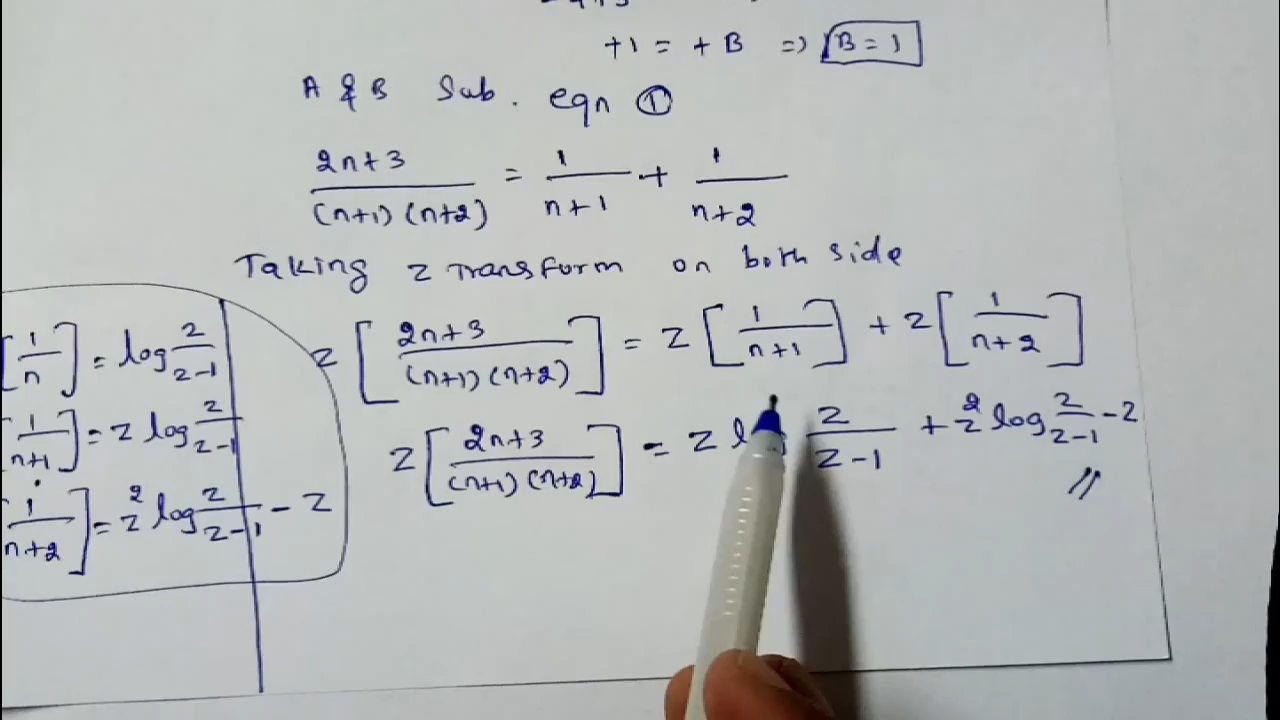 +1 = + B => B = 1
A & B Sub. eqn ①
2n+3 / (n+1)(n+2) = 1 / n+1 + 1 / n+2
Taking z Transform on both side
z [ 2n+3 / (n+1)(n+2) ] = z [ 1 / n+1 ] + z [ 1 / n+2 ]
z [ 2n+3 / (n+1)(n+2) ] = z z / z-1 + z² log z / z-1 - z //
[ 1 / n ] = log z / z-1
1 / n+1 ] = z log z / z-1
[ 1 / n+2 ] = z² log z / z-1 - z